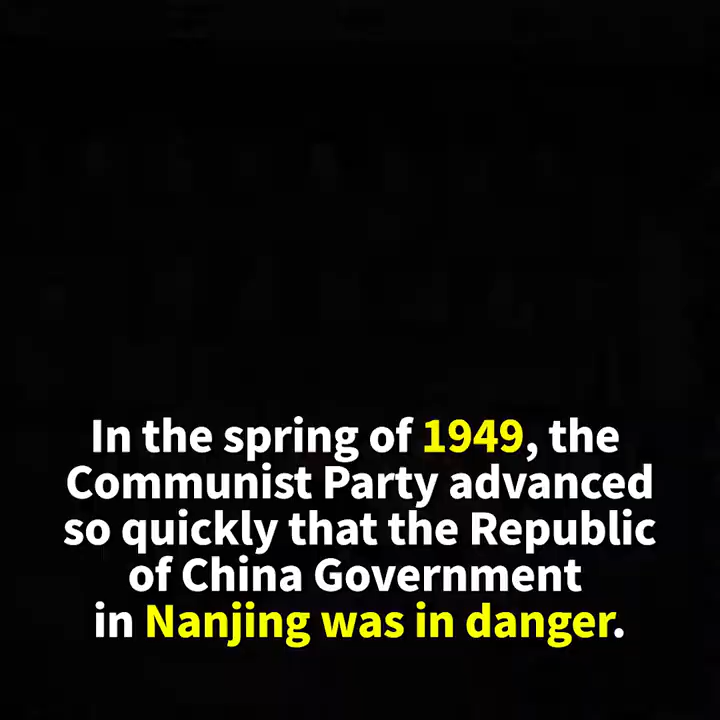 In the spring of 1949, the
Communist Party advanced
so quickly that the Republic
of China Government
in Nanjing was in danger.